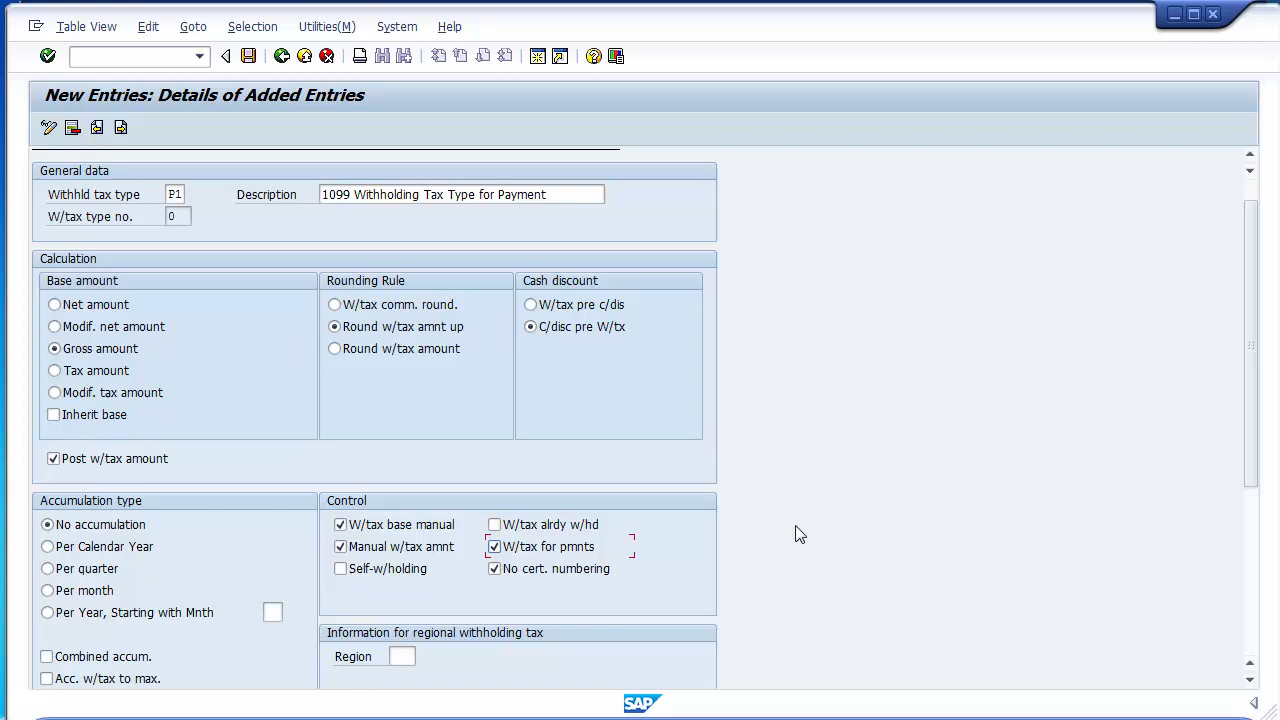 Table View Edit Goto Selection Utilities(M) System Help
New Entries: Details of Added Entries
General data
Withhld tax type P1 Description 1099 Withholding Tax Type for Payment
W/tax type no. 0
Calculation
Base amount Rounding Rule Cash discount
Net amount W/tax comm. round. W/tax pre c/dis
Modif. net amount Round w/tax amnt up C/disc pre W/tx
Gross amount Round w/tax amount
Tax amount
Modif. tax amount
Inherit base
Post w/tax amount
Accumulation type Control
No accumulation W/tax base manual W/tax alrdy w/hd
Per Calendar Year Manual w/tax amnt W/tax for pmnts
Per quarter Self-w/holding No cert. numbering
Per month
Per Year, Starting with Mnth
Information for regional withholding tax
Combined accum. Region
Acc. w/tax to max.
SAP